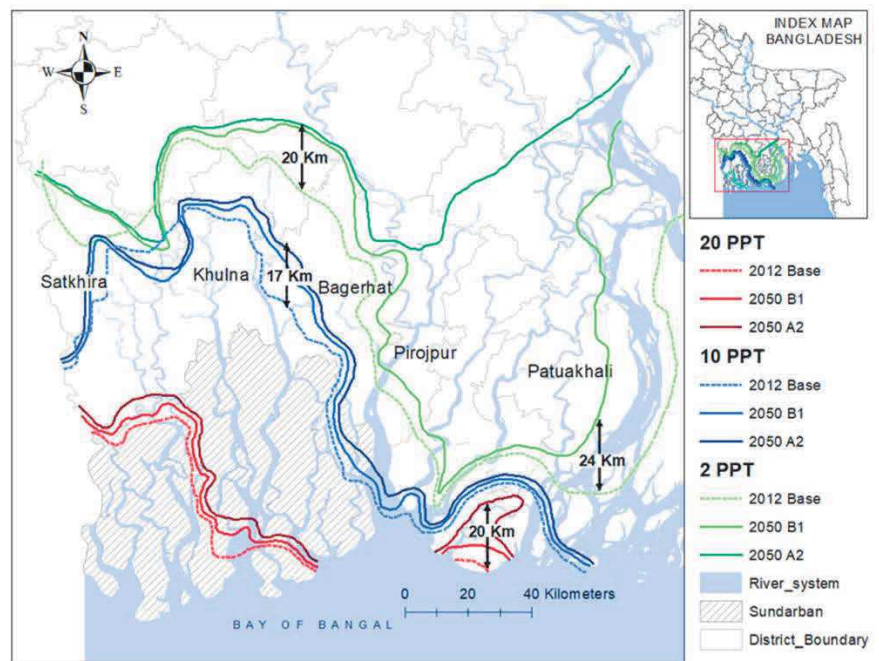 N
W E
S
INDEX MAP
BANGLADESH
20 Km
Satkhira
Khulna
17 Km
Bagerhat
Pirojpur
Patuakhali
24 Km
20 Km
0 20 40 Kilometers
BAY OF BANGAL
20 PPT
2012 Base
2050 B1
2050 A2
10 PPT
2012 Base
2050 B1
2050 A2
2 PPT
2012 Base
2050 B1
2050 A2
River_system
Sundarban
District_Boundary